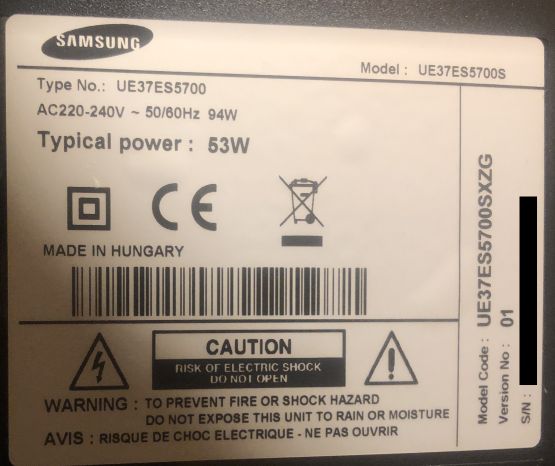 SAMSUNG
Model : UE37ES5700S
Type No.: UE37ES5700
AC220-240V ~ 50/60Hz 94W
Typical power : 53W
MADE IN HUNGARY
CAUTION
RISK OF ELECTRIC SHOCK
DO NOT OPEN
WARNING : TO PREVENT FIRE OR SHOCK HAZARD
DO NOT EXPOSE THIS UNIT TO RAIN OR MOISTURE
AVIS : RISQUE DE CHOC ELECTRIQUE - NE PAS OUVRIR
Model Code : UE37ES5700SXZG
Version No : 01
S/N :